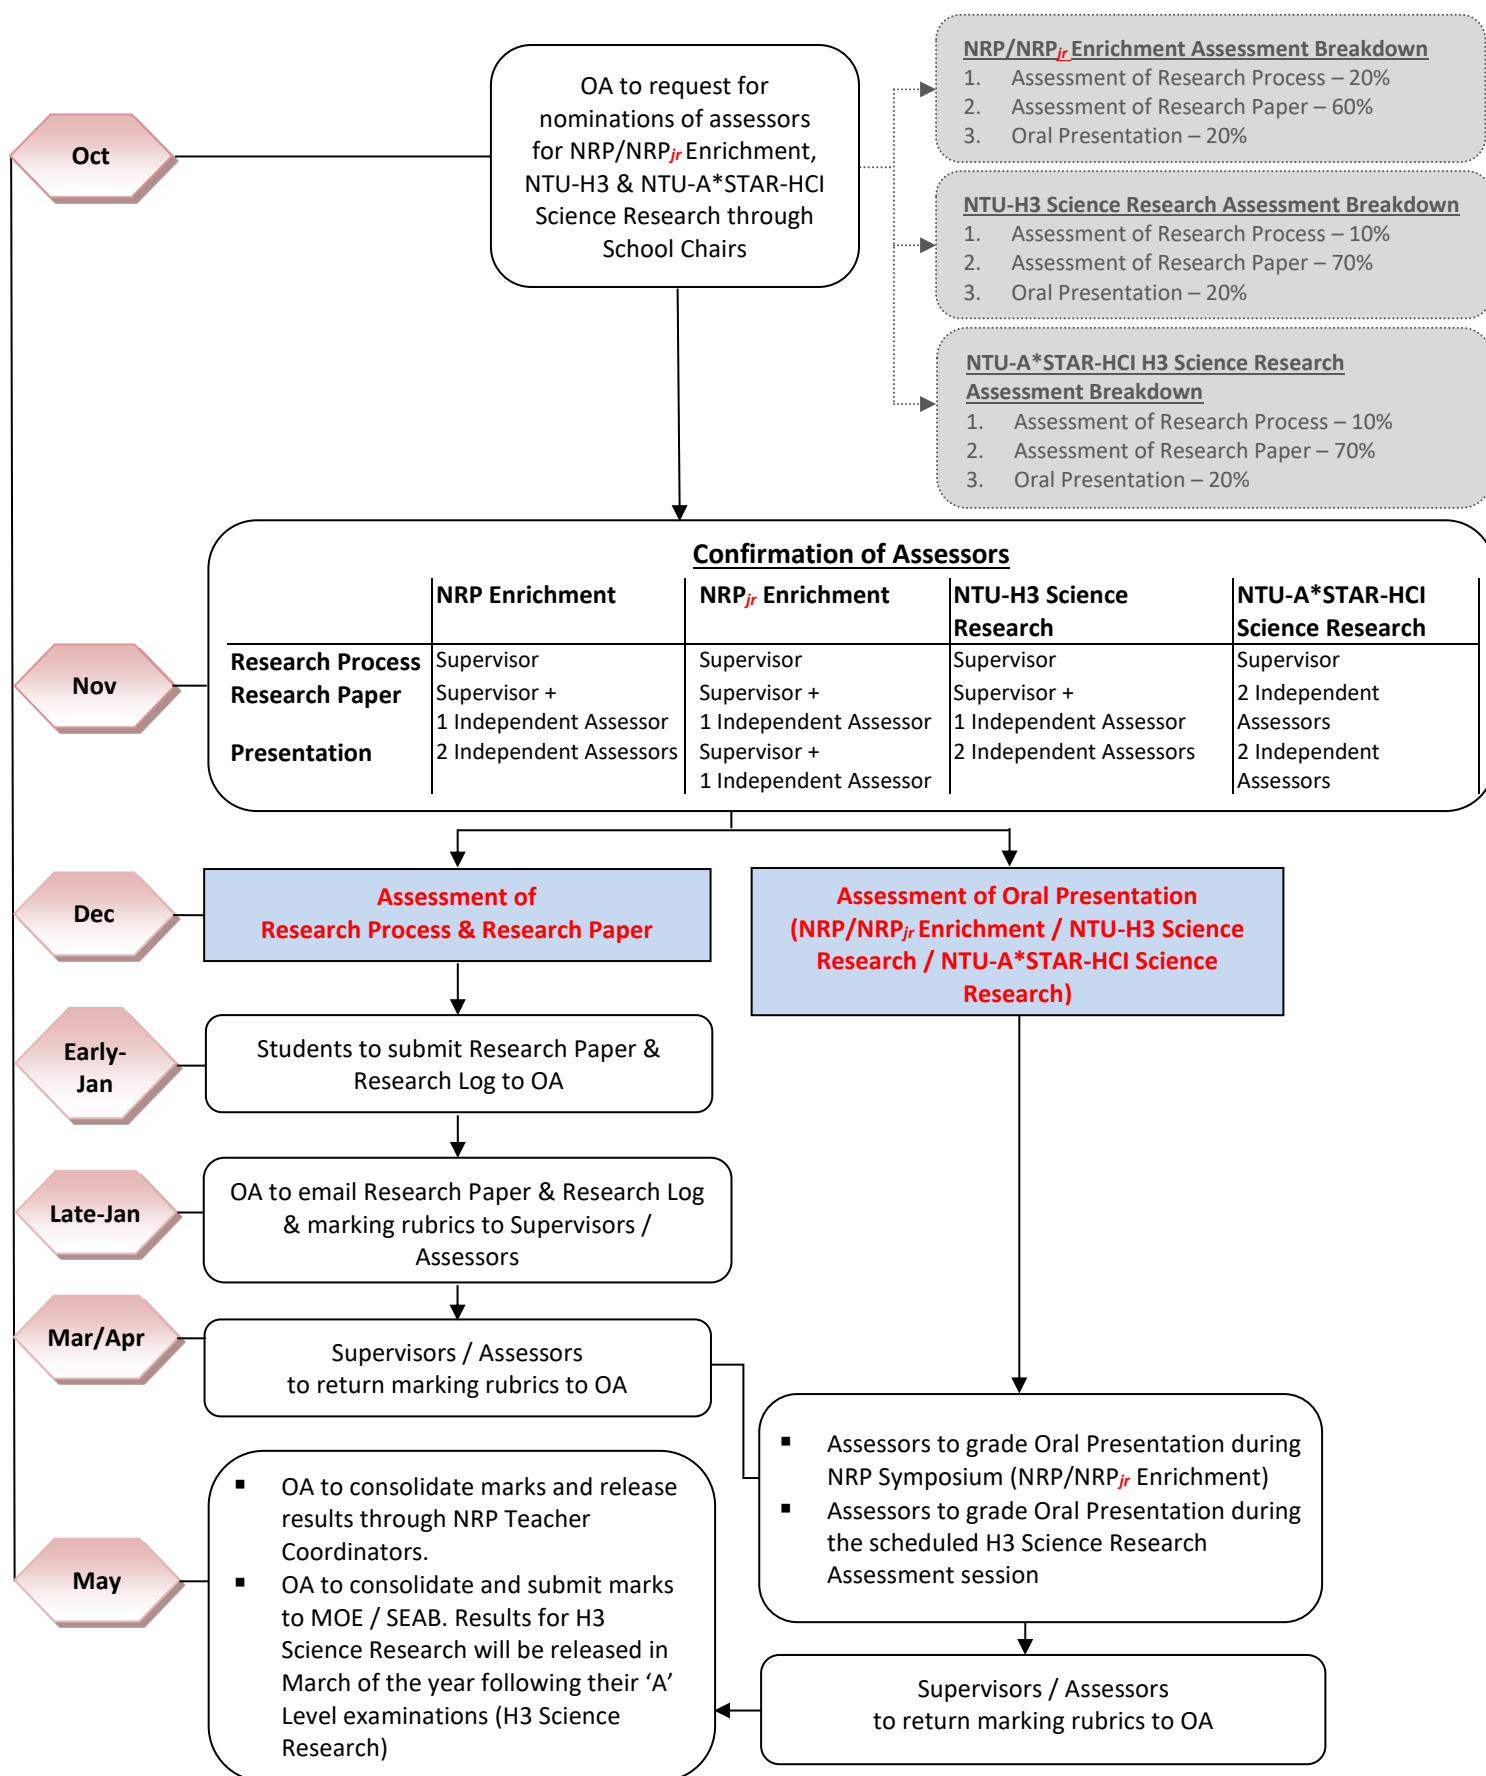 Oct
OA to request for
nominations of assessors
for NRP/NRPjr Enrichment,
NTU-H3 & NTU-A*STAR-HCI
Science Research through
School Chairs
NRP/NRPjr Enrichment Assessment Breakdown
1. Assessment of Research Process – 20%
2. Assessment of Research Paper – 60%
3. Oral Presentation – 20%
NTU-H3 Science Research Assessment Breakdown
1. Assessment of Research Process – 10%
2. Assessment of Research Paper – 70%
3. Oral Presentation – 20%
NTU-A*STAR-HCI H3 Science Research
Assessment Breakdown
1. Assessment of Research Process – 10%
2. Assessment of Research Paper – 70%
3. Oral Presentation – 20%
Nov
Confirmation of Assessors
NRP Enrichment
NRPjr Enrichment
NTU-H3 Science
Research
NTU-A*STAR-HCI
Science Research
Research Process
Supervisor
Supervisor
Supervisor
Supervisor
Research Paper
Supervisor +
1 Independent Assessor
Supervisor +
1 Independent Assessor
Supervisor +
1 Independent Assessor
2 Independent
Assessors
Presentation
2 Independent Assessors
Supervisor +
1 Independent Assessor
2 Independent Assessors
2 Independent
Assessors
Dec
Assessment of
Research Process & Research Paper
Assessment of Oral Presentation
(NRP/NRPjr Enrichment / NTU-H3 Science
Research / NTU-A*STAR-HCI Science
Research)
Early-
Jan
Students to submit Research Paper &
Research Log to OA
Late-Jan
OA to email Research Paper & Research Log
& marking rubrics to Supervisors /
Assessors
Mar/Apr
Supervisors / Assessors
to return marking rubrics to OA
▪ Assessors to grade Oral Presentation during
NRP Symposium (NRP/NRPjr Enrichment)
▪ Assessors to grade Oral Presentation during
the scheduled H3 Science Research
Assessment session
May
▪ OA to consolidate marks and release
results through NRP Teacher
Coordinators.
▪ OA to consolidate and submit marks
to MOE / SEAB. Results for H3
Science Research will be released in
March of the year following their ‘A’
Level examinations (H3 Science
Research)
Supervisors / Assessors
to return marking rubrics to OA